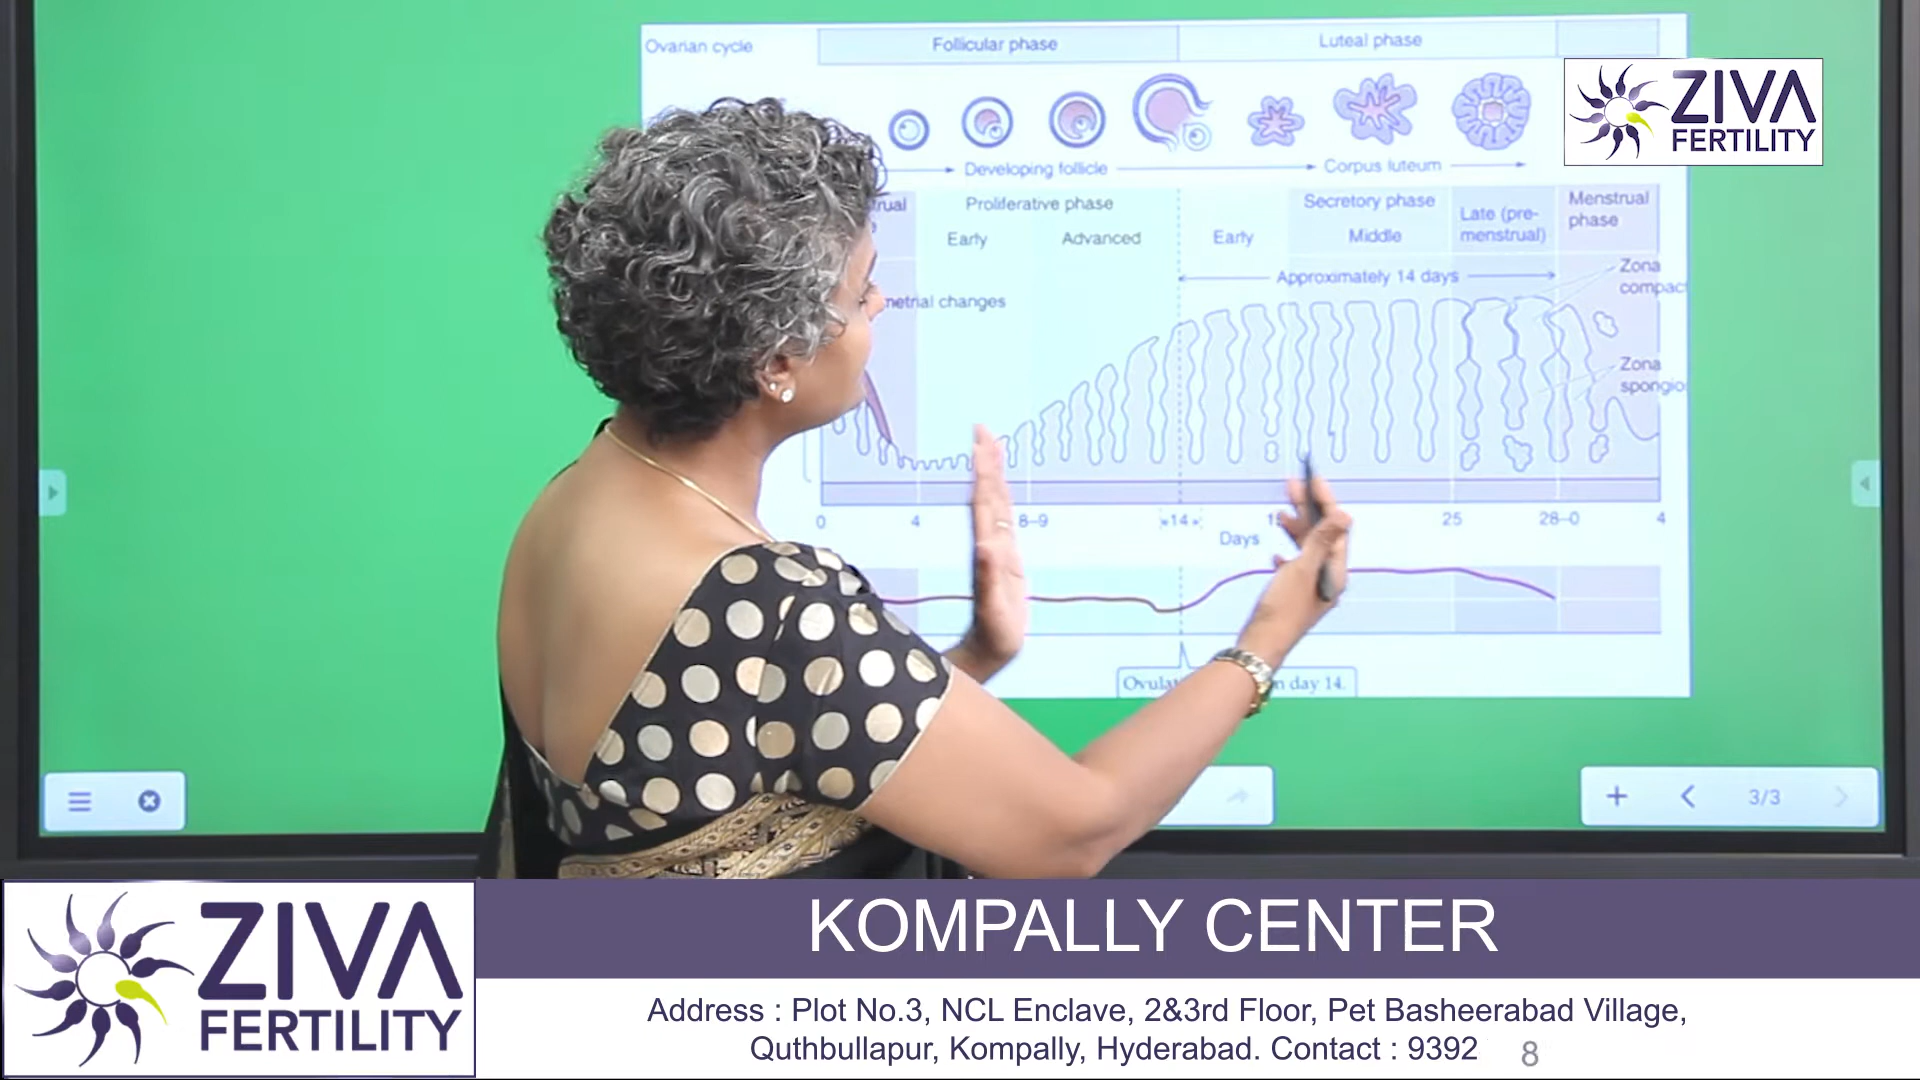 Ovarian cycle
Follicular phase
Luteal phase
ZIVA
FERTILITY
Developing follicle
Corpus luteum
Proliferative phase
Early
Advanced
Secretory phase
Early
Middle
Late (pre-
menstrual)
Menstrual
phase
Approximately 14 days
Zona
changes
Zona
0
4
8–9
14
25
28–0
4
Days
day 14.
3/3
ZIVA
FERTILITY
KOMPALLY CENTER
Address : Plot No.3, NCL Enclave, 2&3rd Floor, Pet Basheerabad Village,
Quthbullapur, Kompally, Hyderabad. Contact : 9392 8